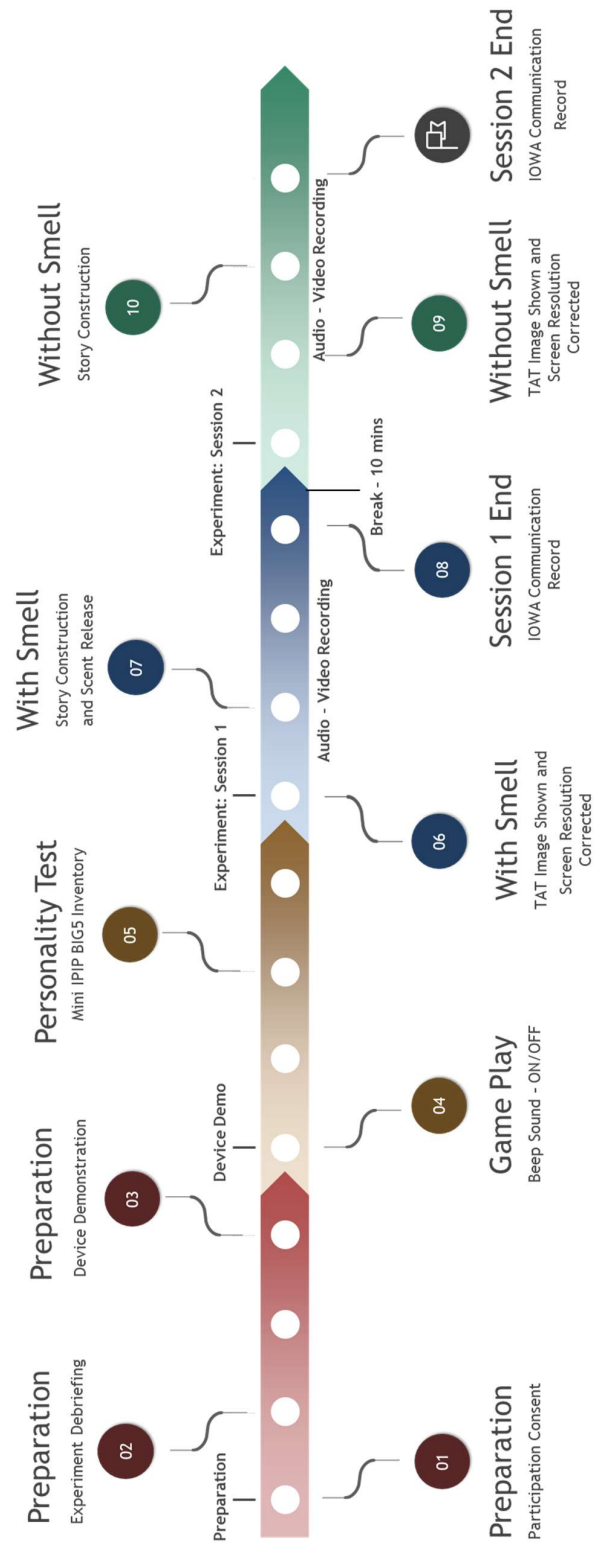 Preparation
Experiment Debriefing
02
Preparation
Device Demonstration
03
Personality Test
Mini IPIP BIG5 Inventory
05
With Smell
Story Construction
and Scent Release
07
Without Smell
Story Construction
10
Preparation
Device Demo
Experiment: Session 1
Experiment: Session 2
Audio - Video Recording
Break - 10 mins
Audio - Video Recording
01
Preparation
Participation Consent
04
Game Play
Beep Sound - ON/OFF
06
With Smell
TAT Image Shown and
Screen Resolution
Corrected
08
Session 1 End
IOWA Communication
Record
09
Without Smell
TAT Image Shown and
Screen Resolution
Corrected
Session 2 End
IOWA Communication
Record